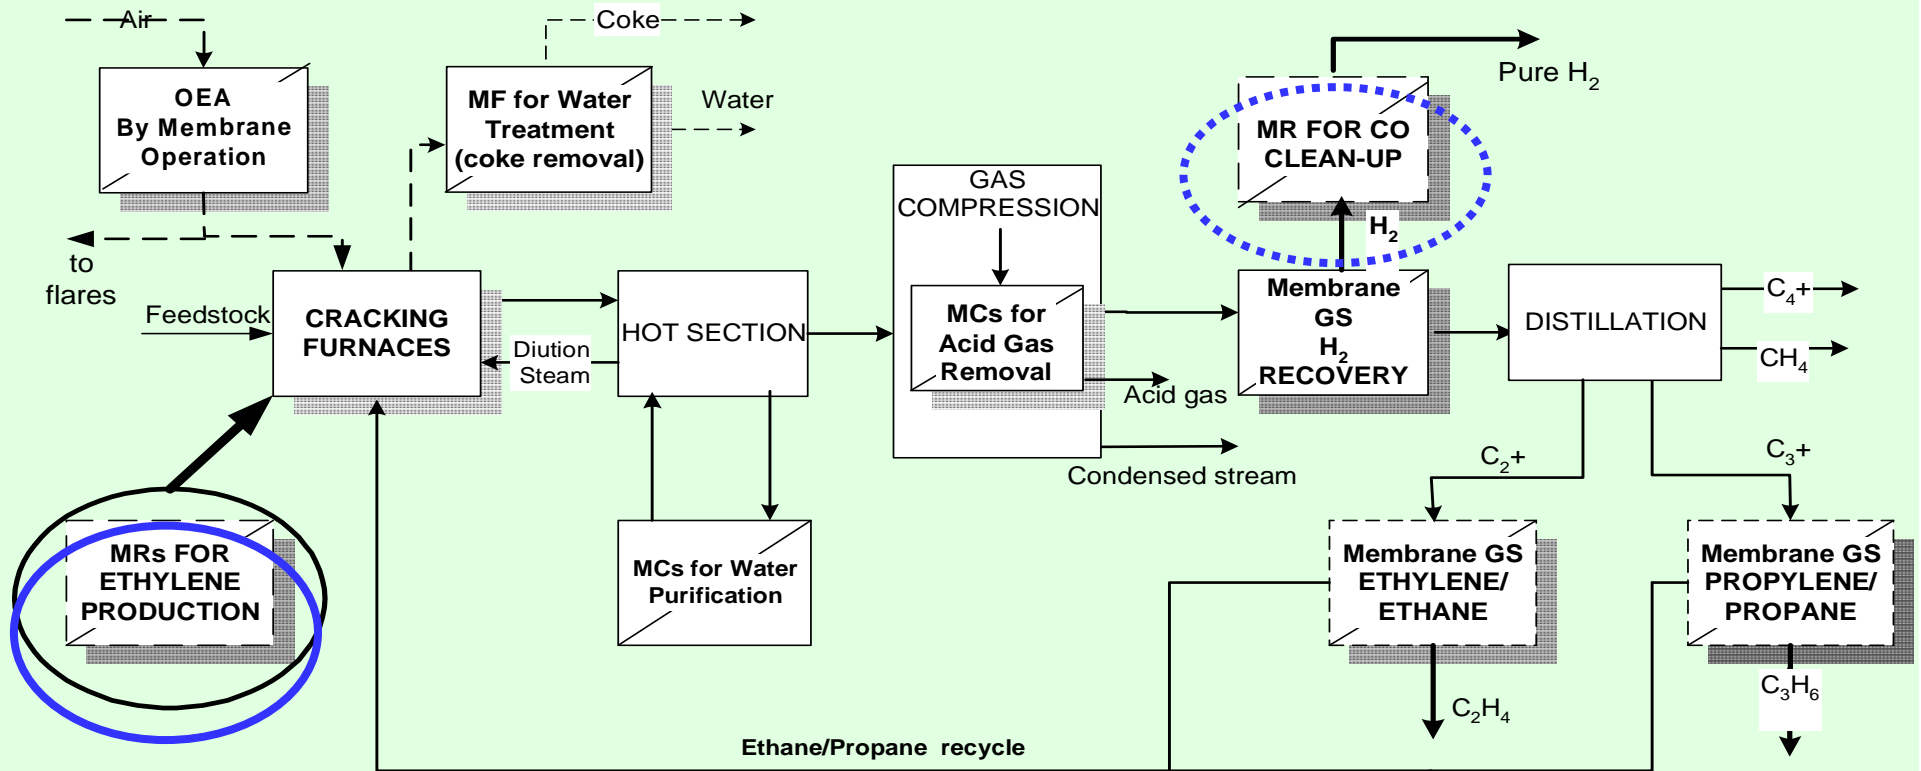 Air
Coke
OEA
By Membrane
Operation
MF for Water
Treatment
(coke removal)
Water
Pure H₂
MR FOR CO
CLEAN-UP
GAS
COMPRESSION
H₂
to
flares
Feedstock
CRACKING
FURNACES
Diution
Steam
HOT SECTION
MCs for
Acid Gas
Removal
Acid gas
Condensed stream
Membrane
GS
H₂
RECOVERY
DISTILLATION
C₄+
CH₄
C₂+
C₃+
MRs FOR
ETHYLENE
PRODUCTION
MCs for Water
Purification
Membrane GS
ETHYLENE/
ETHANE
Membrane GS
PROPYLENE/
PROPANE
C₂H₄
C₃H₆
Ethane/Propane recycle